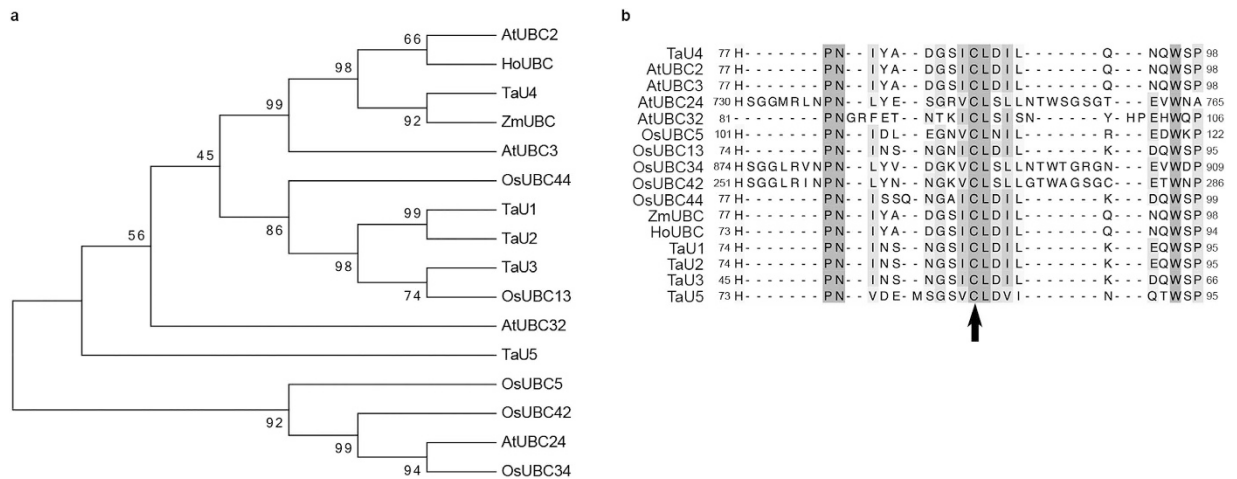 a
AtUBC2
66
HoUBC
98
TaU4
92
ZmUBC
99
AtUBC3
45
OsUBC44
99
TaU1
86
TaU2
98
TaU3
74
OsUBC13
56
AtUBC32
TaU5
OsUBC5
92
OsUBC42
99
AtUBC24
94
OsUBC34
b
TaU4 77 H - - - - - - - P N - - I Y A - - D G S I C L D I L - - - - - - - Q - - - N Q W S P 98
AtUBC2 77 H - - - - - - - P N - - I Y A - - D G S I C L D I L - - - - - - - Q - - - N Q W S P 98
AtUBC3 77 H - - - - - - - P N - - I Y A - - D G S I C L D I L - - - - - - - Q - - - N Q W S P 98
AtUBC24 730 H S G G M R L N P N - - L Y E - - S G R V C L S L L N T W S G S G T - - - E V W N A 765
AtUBC32 81 - - - - - - - - P N G R F E T - - N T K I C L S I S N - - - - - - - Y - H P E H W Q P 106
OsUBC5 101 H - - - - - - - P N - - I D L - - E G N V C L N I L - - - - - - - R - - - E D W K P 122
OsUBC13 74 H - - - - - - - P N - - I N S - - N G N I C L D I L - - - - - - - K - - - D Q W S P 95
OsUBC34 874 H S G G L R V N P N - - L Y V - - D G K V C L S L L N T W T G R G N - - - E V W D P 909
OsUBC42 251 H S G G L R I N P N - - L Y N - - N G K V C L S L L G T W A G S G C - - - E T W N P 286
OsUBC44 77 H - - - - - - - P N - - I S S Q - N G A I C L D I L - - - - - - - K - - - D Q W S P 99
ZmUBC 77 H - - - - - - - P N - - I Y A - - D G S I C L D I L - - - - - - - Q - - - N Q W S P 98
HoUBC 73 H - - - - - - - P N - - I Y A - - D G S I C L D I L - - - - - - - Q - - - N Q W S P 94
TaU1 74 H - - - - - - - P N - - I N S - - N G S I C L D I L - - - - - - - K - - - E Q W S P 95
TaU2 74 H - - - - - - - P N - - I N S - - N G S I C L D I L - - - - - - - K - - - E Q W S P 95
TaU3 45 H - - - - - - - P N - - I N S - - N G S I C L D I L - - - - - - - K - - - D Q W S P 66
TaU5 73 H - - - - - - - P N - - V D E - M S G S V C L D V I - - - - - - - N - - - Q T W S P 95